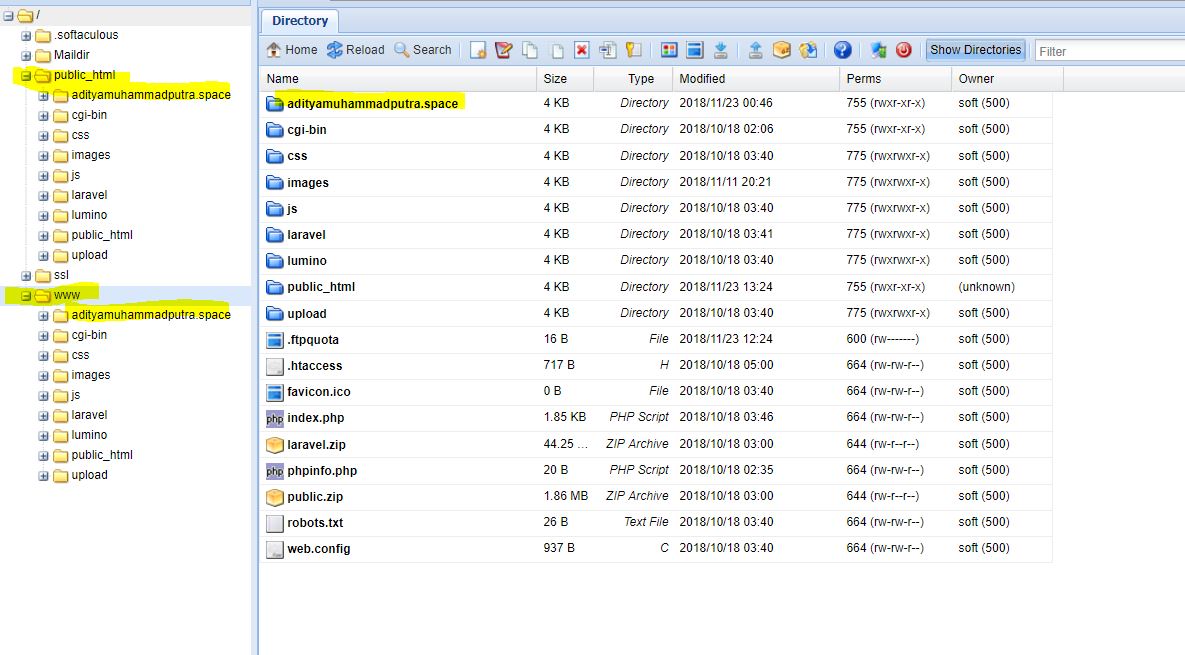 /
.softaculous
Maildir
public_html
adityamuhammadputra.space
cgi-bin
css
images
js
laravel
lumino
public_html
upload
ssl
www
adityamuhammadputra.space
cgi-bin
css
images
js
laravel
lumino
public_html
upload
Directory
Home Reload Search Show Directories Filter
Name Size Type Modified Perms Owner
adityamuhammadputra.space 4 KB Directory 2018/11/23 00:46 755 (rwxr-xr-x) soft (500)
cgi-bin 4 KB Directory 2018/10/18 02:06 755 (rwxr-xr-x) soft (500)
css 4 KB Directory 2018/10/18 03:40 775 (rwxrwxr-x) soft (500)
images 4 KB Directory 2018/11/11 20:21 775 (rwxrwxr-x) soft (500)
js 4 KB Directory 2018/10/18 03:40 775 (rwxrwxr-x) soft (500)
laravel 4 KB Directory 2018/10/18 03:41 775 (rwxrwxr-x) soft (500)
lumino 4 KB Directory 2018/10/18 03:40 775 (rwxrwxr-x) soft (500)
public_html 4 KB Directory 2018/11/23 13:24 755 (rwxr-xr-x) (unknown)
upload 4 KB Directory 2018/10/18 03:40 775 (rwxrwxr-x) soft (500)
.ftpquota 16 B File 2018/11/23 12:24 600 (rw-------) soft (500)
.htaccess 717 B H 2018/10/18 05:00 664 (rw-rw-r--) soft (500)
favicon.ico 0 B File 2018/10/18 03:40 664 (rw-rw-r--) soft (500)
php index.php 1.85 KB PHP Script 2018/10/18 03:46 664 (rw-rw-r--) soft (500)
laravel.zip 44.25 ... ZIP Archive 2018/10/18 03:00 644 (rw-r--r--) soft (500)
php phpinfo.php 20 B PHP Script 2018/10/18 02:35 664 (rw-rw-r--) soft (500)
public.zip 1.86 MB ZIP Archive 2018/10/18 03:00 644 (rw-r--r--) soft (500)
robots.txt 26 B Text File 2018/10/18 03:40 664 (rw-rw-r--) soft (500)
web.config 937 B C 2018/10/18 03:40 664 (rw-rw-r--) soft (500)